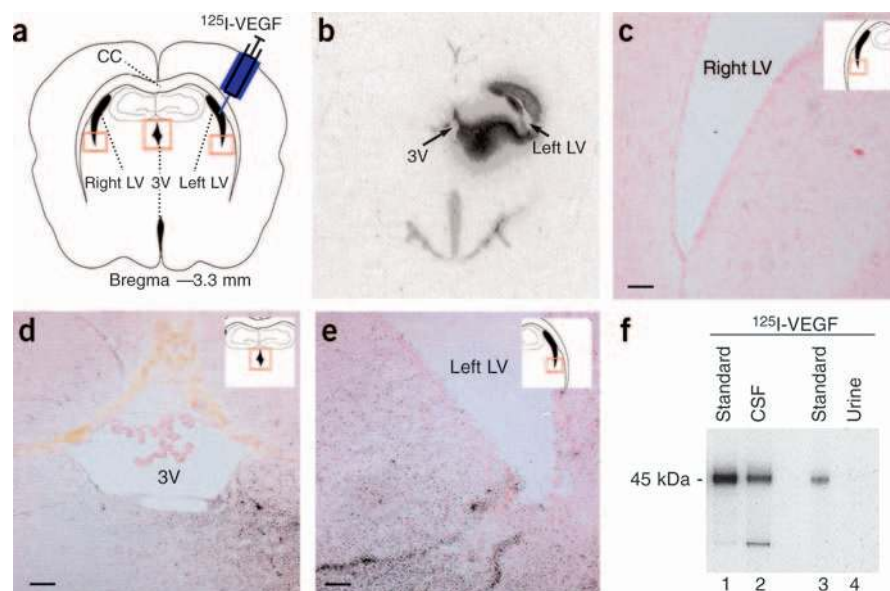 a
¹²⁵I-VEGF
CC
Right LV 3V Left LV
Bregma —3.3 mm
b
3V
Left LV
c
Right LV
d
3V
e
Left LV
f
¹²⁵I-VEGF
Standard
CSF
Standard
Urine
45 kDa -
1 2 3 4